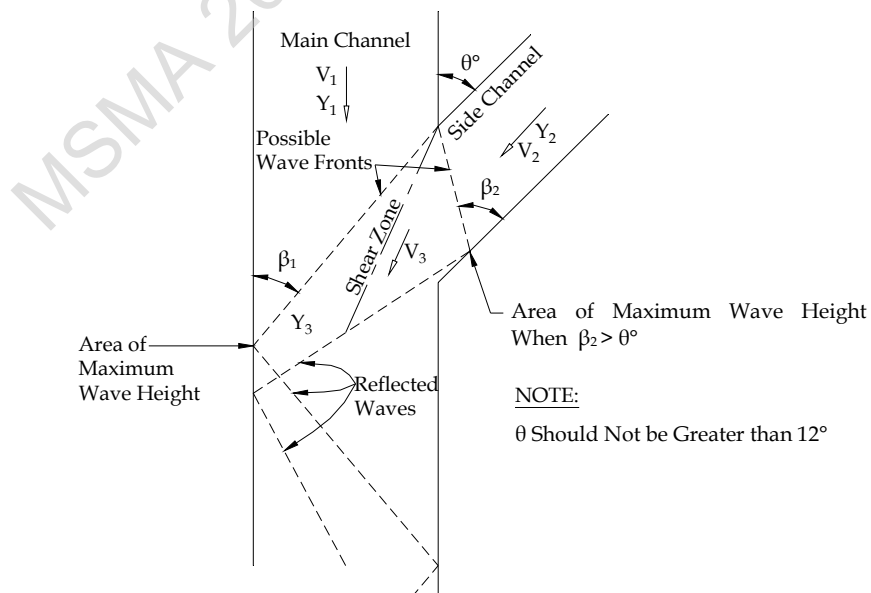 MSMA 20
Main Channel
V₁
Y₁
θ°
Side Channel
Y₂
V₂
Possible
Wave Fronts
β₂
Shear Zone
V₃
β₁
Y₃
Area of Maximum Wave Height
When β₂ > θ°
Area of
Maximum
Wave Height
Reflected
Waves
NOTE:
θ Should Not be Greater than 12°